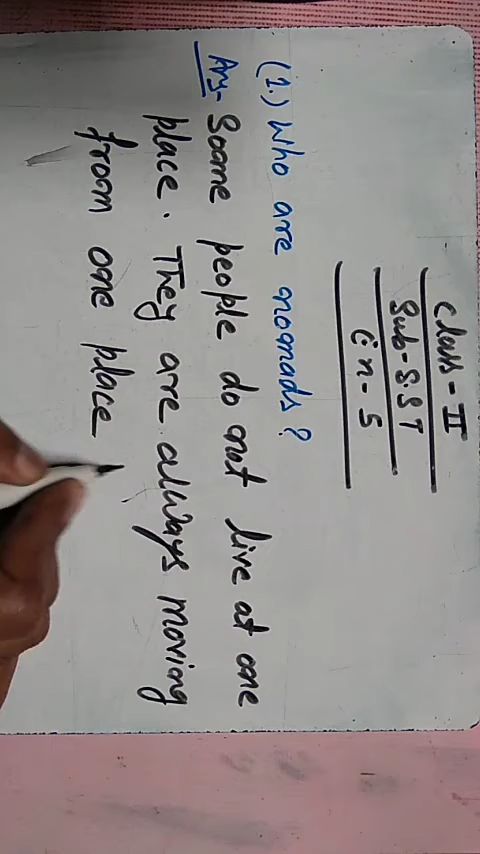 Class - II
Sub - SST
Ch - 5
(1.) Who are nomads?
Ans- Some people do not live at one
place. They are always moving
from one place